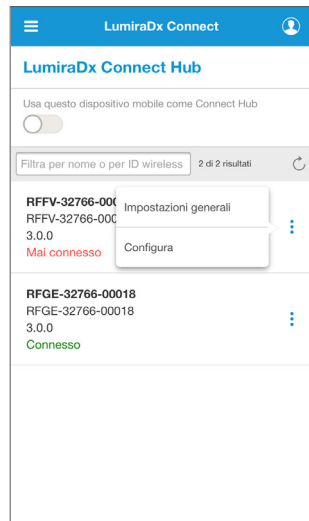 LumiraDx Connect
LumiraDx Connect Hub
Usa questo dispositivo mobile come Connect Hub
Filtra per nome o per ID wireless 2 di 2 risultati
RFFV-32766-000
RFFV-32766-000
3.0.0
Mai connesso
Impostazioni generali
Configura
RFGE-32766-00018
RFGE-32766-00018
3.0.0
Connesso